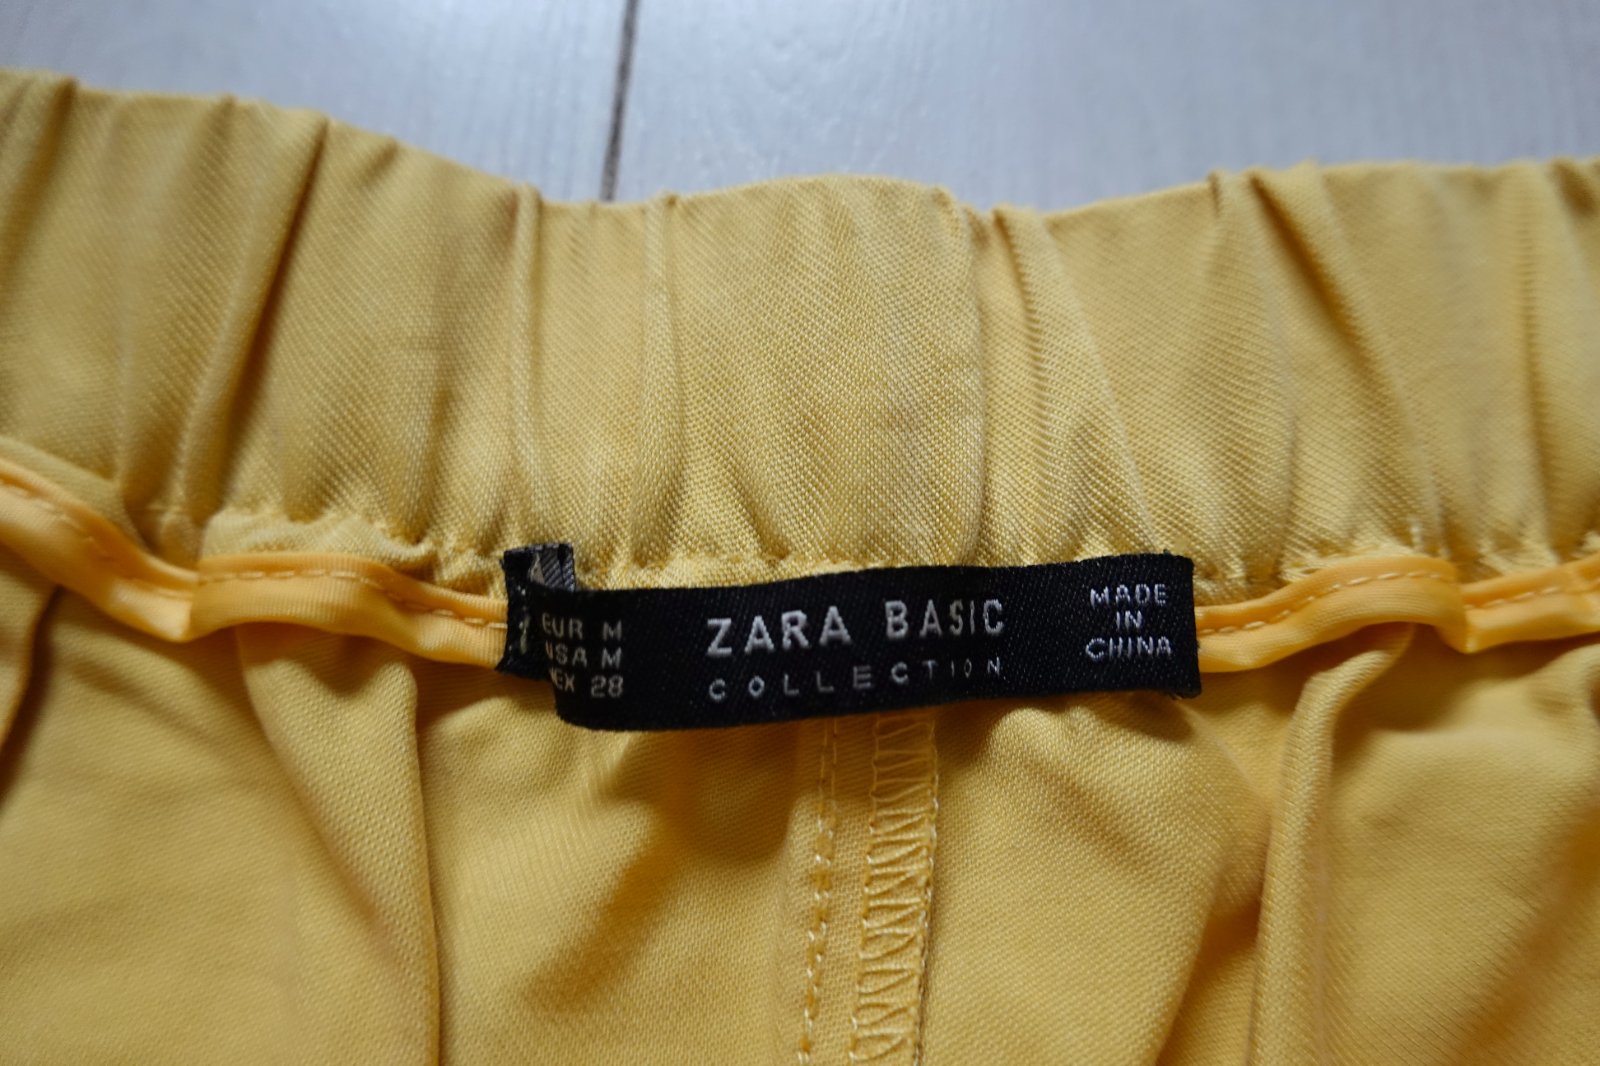 EUR M
USA M
MEX 28
ZARA BASIC
COLLECTION
MADE
IN
CHINA